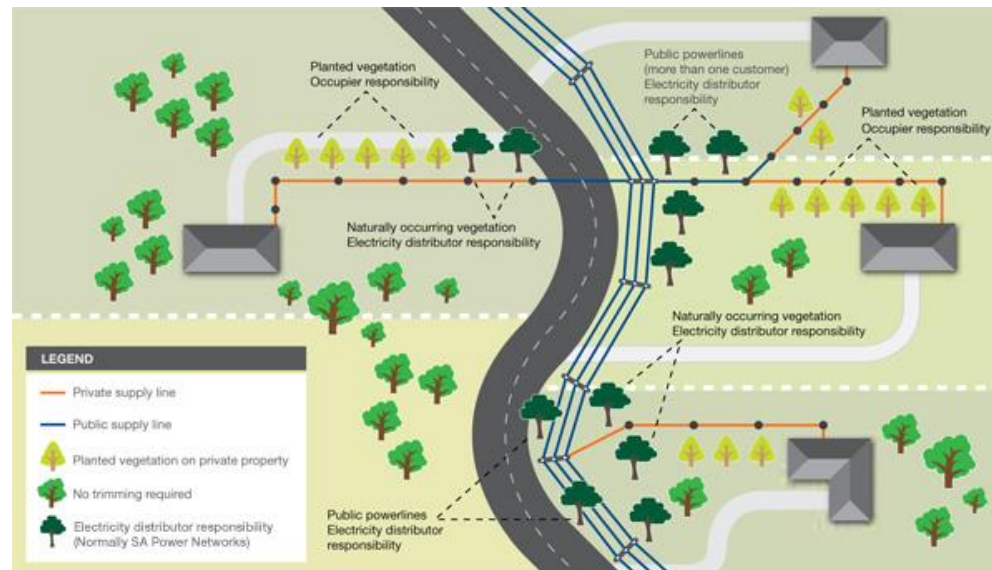 Planted vegetation
Occupier responsibility
Public powerlines
(more than one customer)
Electricity distributor
responsibility
Planted vegetation
Occupier responsibility
Naturally occurring vegetation
Electricity distributor responsibility
Naturally occurring vegetation
Electricity distributor responsibility
LEGEND
Private supply line
Public supply line
Planted vegetation on private property
No trimming required
Electricity distributor responsibility
(Normally SA Power Networks)
Public powerlines
Electricity distributor
responsibility